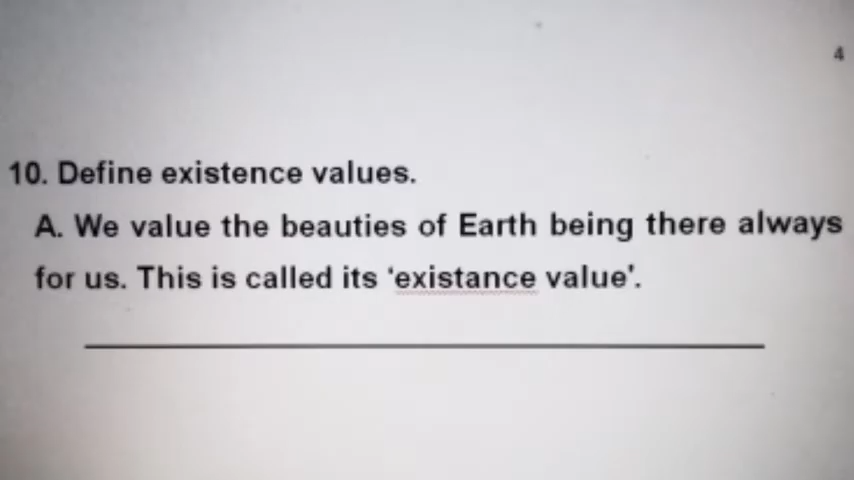 4
10. Define existence values.
A. We value the beauties of Earth being there always
for us. This is called its ‘existance value’.